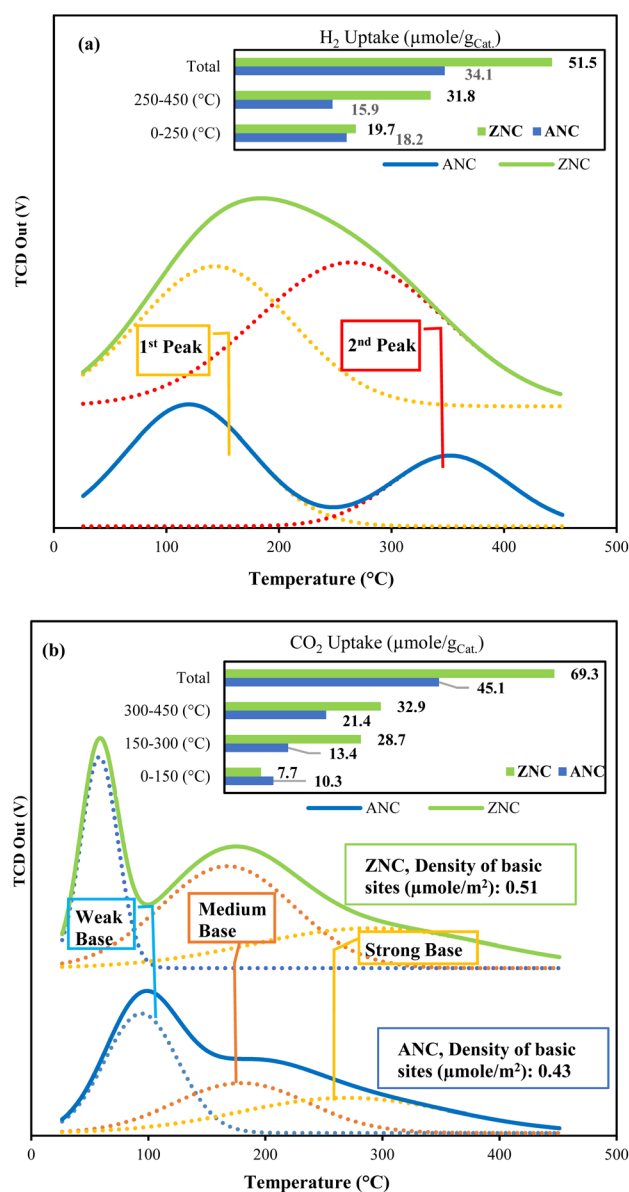 (a)
H₂ Uptake (µmole/gCat.)
Total
51.5
34.1
250-450 (°C)
31.8
15.9
0-250 (°C)
19.7
18.2
ZNC ANC
ANC ZNC
TCD Out (V)
1st Peak
2nd Peak
0 100 200 300 400 500
Temperature (°C)
(b)
CO₂ Uptake (µmole/gCat.)
Total
69.3
45.1
300-450 (°C)
32.9
21.4
150-300 (°C)
28.7
13.4
0-150 (°C)
7.7
10.3
ZNC ANC
ANC ZNC
TCD Out (V)
ZNC, Density of basic
sites (µmole/m²): 0.51
Weak
Base
Medium
Base
Strong Base
ANC, Density of basic
sites (µmole/m²): 0.43
0 100 200 300 400 500
Temperature (°C)